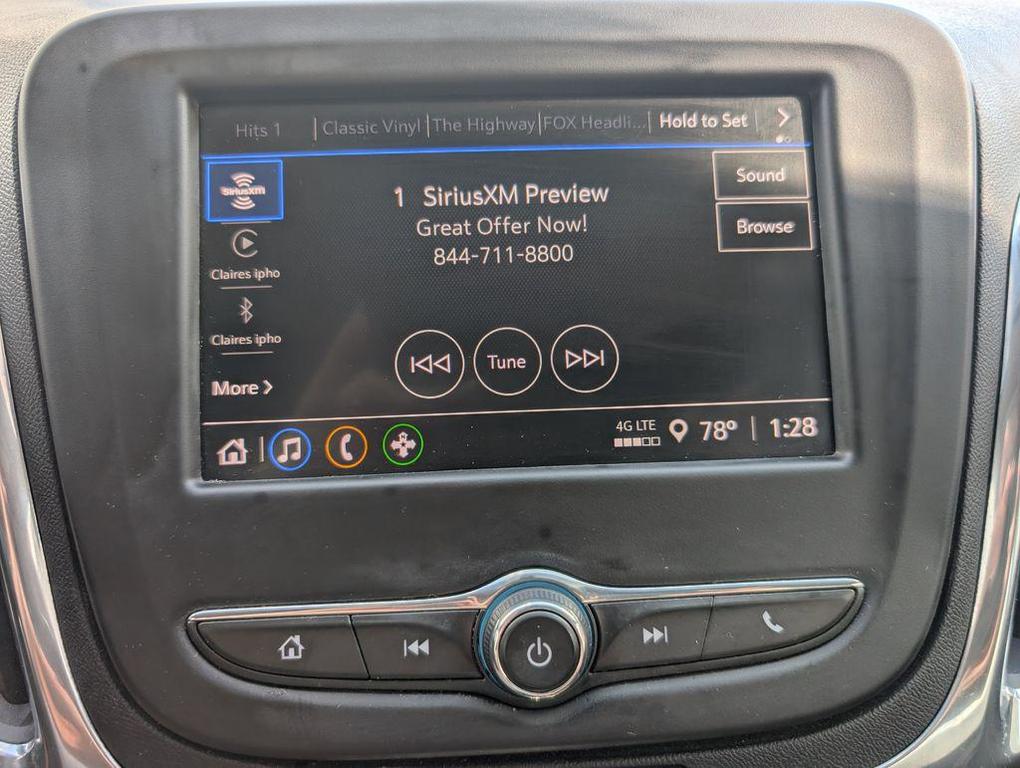 Hits 1 Classic Vinyl The Highway FOX Headli... Hold to Set
SiriusXM
1 SiriusXM Preview
Great Offer Now!
844-711-8800
Sound
Browse
Claires ipho
Claires ipho
More
Tune
4G LTE
78° 1:28